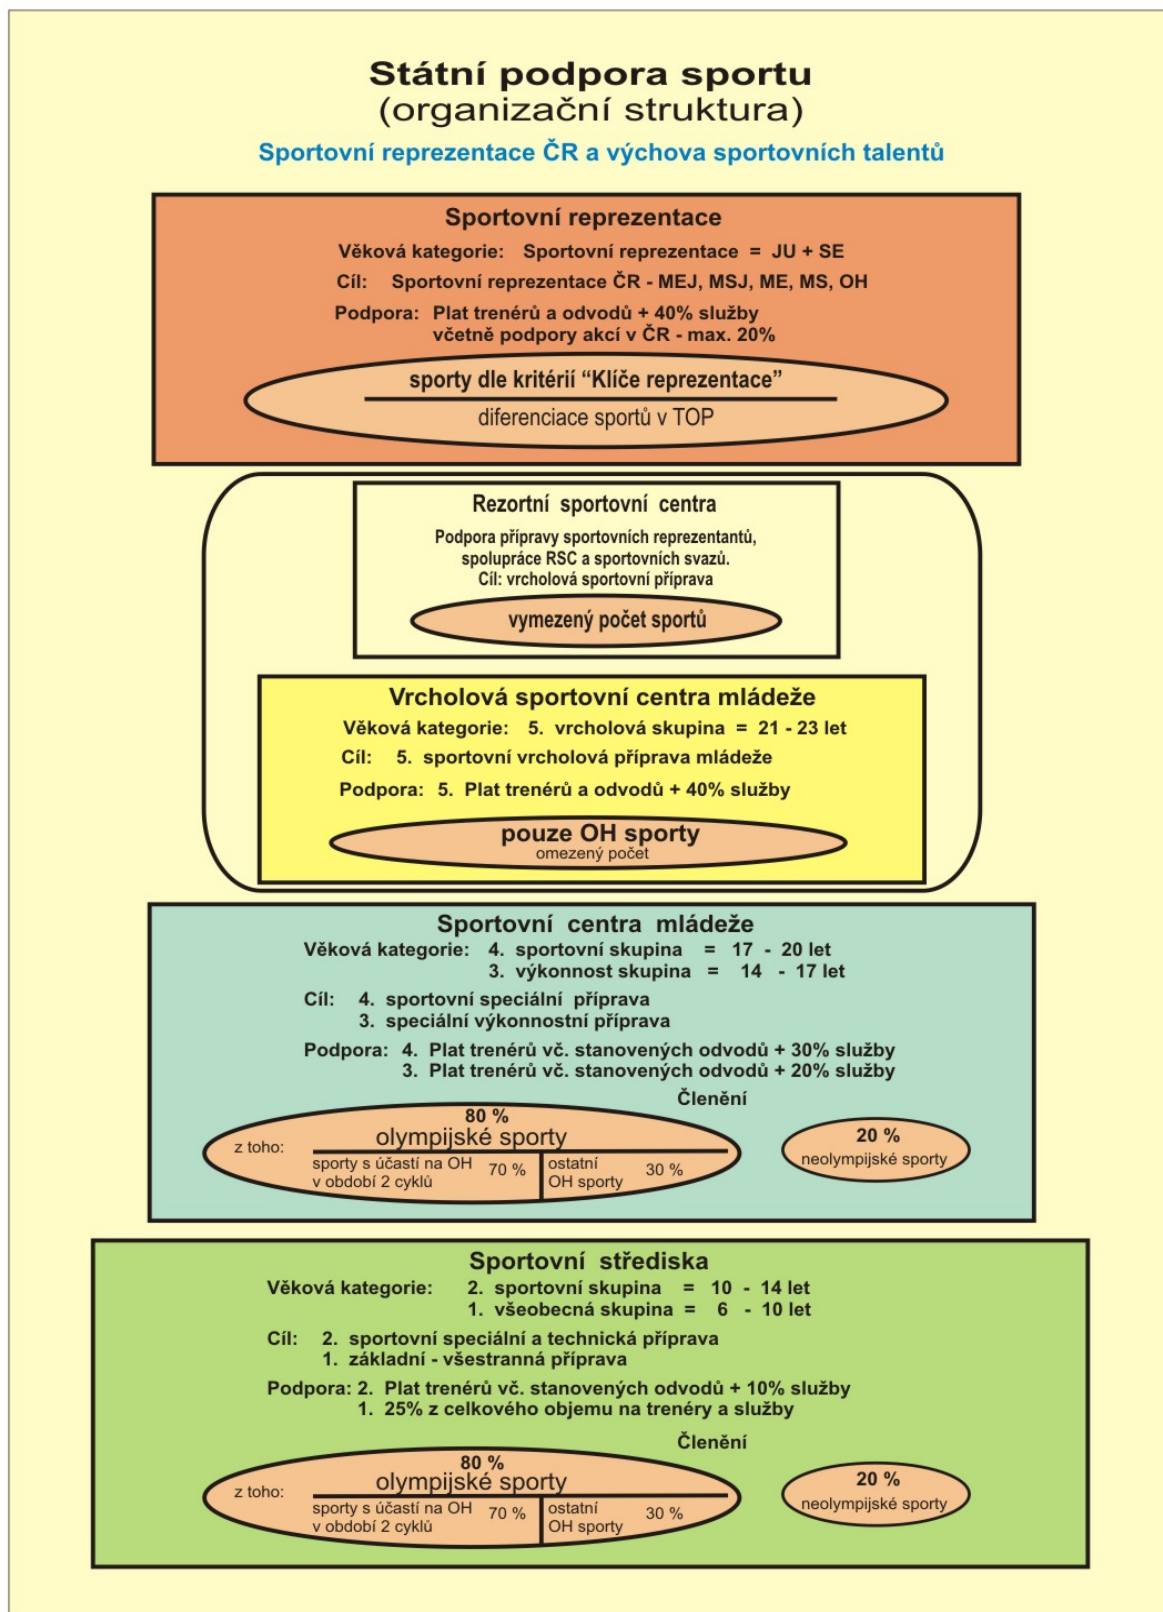 Státní podpora sportu
(organizační struktura)
Sportovní reprezentace ČR a výchova sportovních talentů
Sportovní reprezentace
Věková kategorie: Sportovní reprezentace = JU + SE
Cíl: Sportovní reprezentace ČR - MEJ, MSJ, ME, MS, OH
Podpora: Plat trenérů a odvodů + 40% služby
včetně podpory akcí v ČR - max. 20%
sporty dle kritérií “Klíče reprezentace”
diferenciace sportů v TOP
Rezortní sportovní centra
Podpora přípravy sportovních reprezentantů,
spolupráce RSC a sportovních svazů.
Cíl: vrcholová sportovní příprava
vymezený počet sportů
Vrcholová sportovní centra mládeže
Věková kategorie: 5. vrcholová skupina = 21 - 23 let
Cíl: 5. sportovní vrcholová příprava mládeže
Podpora: 5. Plat trenérů a odvodů + 40% služby
pouze OH sporty
omezený počet
Sportovní centra mládeže
Věková kategorie: 4. sportovní skupina = 17 - 20 let
3. výkonnost skupina = 14 - 17 let
Cíl: 4. sportovní speciální příprava
3. speciální výkonnostní příprava
Podpora: 4. Plat trenérů vč. stanovených odvodů + 30% služby
3. Plat trenérů vč. stanovených odvodů + 20% služby
Členění
80 %
olympijské sporty
z toho:
sporty s účastí na OH
v období 2 cyklů
70 %
ostatní
OH sporty
30 %
20 %
neolympijské sporty
Sportovní střediska
Věková kategorie: 2. sportovní skupina = 10 - 14 let
1. všeobecná skupina = 6 - 10 let
Cíl: 2. sportovní speciální a technická příprava
1. základní - všestranná příprava
Podpora: 2. Plat trenérů vč. stanovených odvodů + 10% služby
1. 25% z celkového objemu na trenéry a služby
Členění
80 %
olympijské sporty
z toho:
sporty s účastí na OH
v období 2 cyklů
70 %
ostatní
OH sporty
30 %
20 %
neolympijské sporty